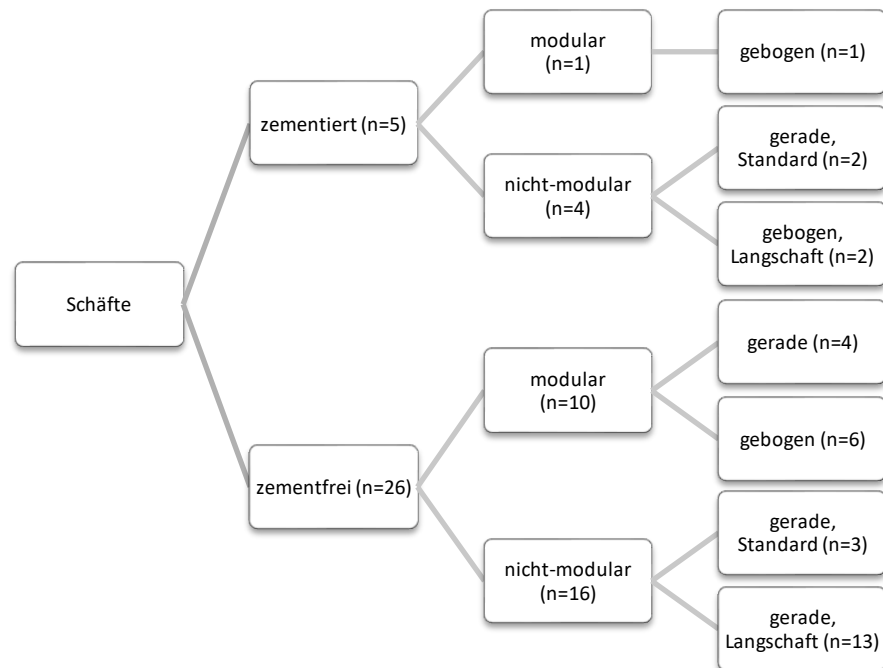 Schäfte
zementiert (n=5)
modular
(n=1)
gebogen (n=1)
nicht-modular
(n=4)
gerade,
Standard (n=2)
gebogen,
Langschaft (n=2)
zementfrei (n=26)
modular
(n=10)
gerade (n=4)
gebogen (n=6)
nicht-modular
(n=16)
gerade,
Standard (n=3)
gerade,
Langschaft (n=13)